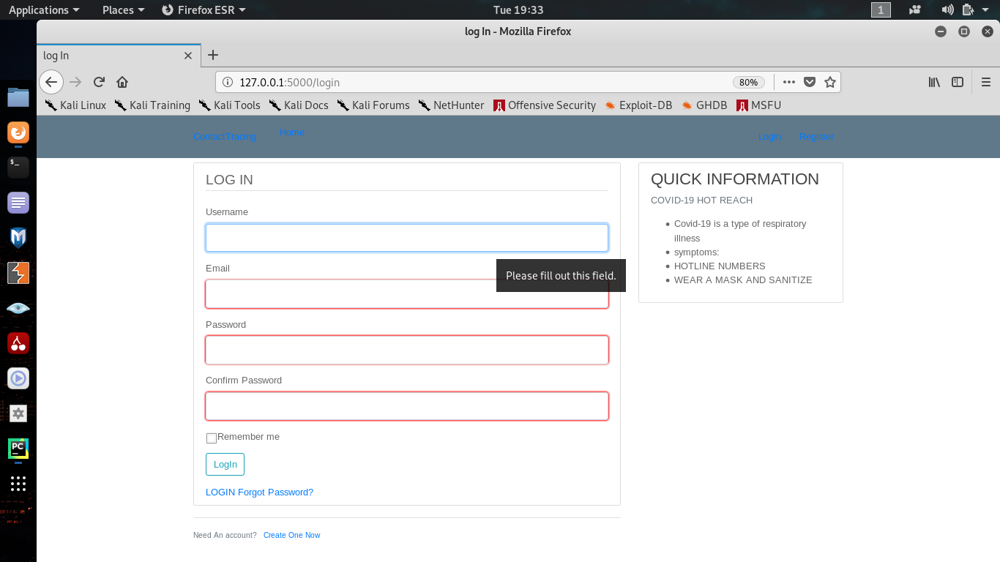 Applications Places Firefox ESR Tue 19:33 1
log In - Mozilla Firefox
log In
127.0.0.1:5000/login 80%
Kali Linux Kali Training Kali Tools Kali Docs Kali Forums NetHunter Offensive Security Exploit-DB GHDB MSFU
ContactTracing Home Login Register
LOG IN
Username
Email
Please fill out this field.
Password
Confirm Password
Remember me
LogIn
LOGIN Forgot Password?
Need An account? Create One Now
QUICK INFORMATION
COVID-19 HOT REACH
Covid-19 is a type of respiratory
illness
symptoms:
HOTLINE NUMBERS
WEAR A MASK AND SANITIZE
$_
PC